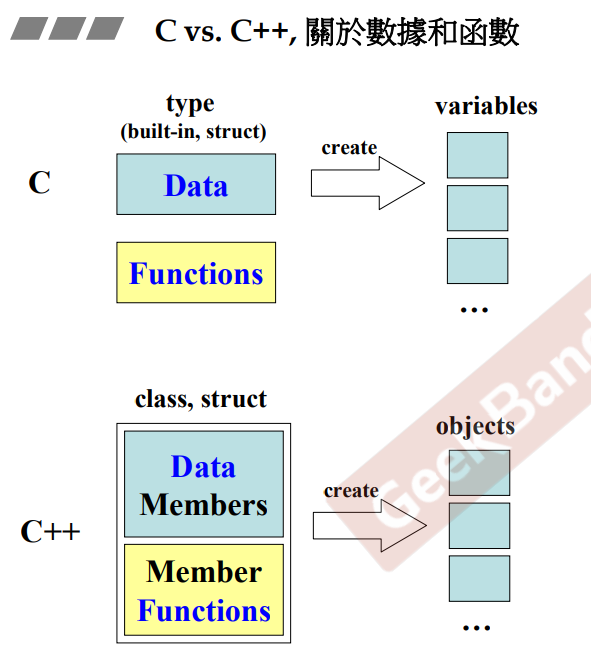 C vs. C++, 關於數據和函數
type
(built-in, struct)
variables
create
C
Data
Functions
…
class, struct
objects
Data
Members
create
C++
Member
Functions
…
GeekBand